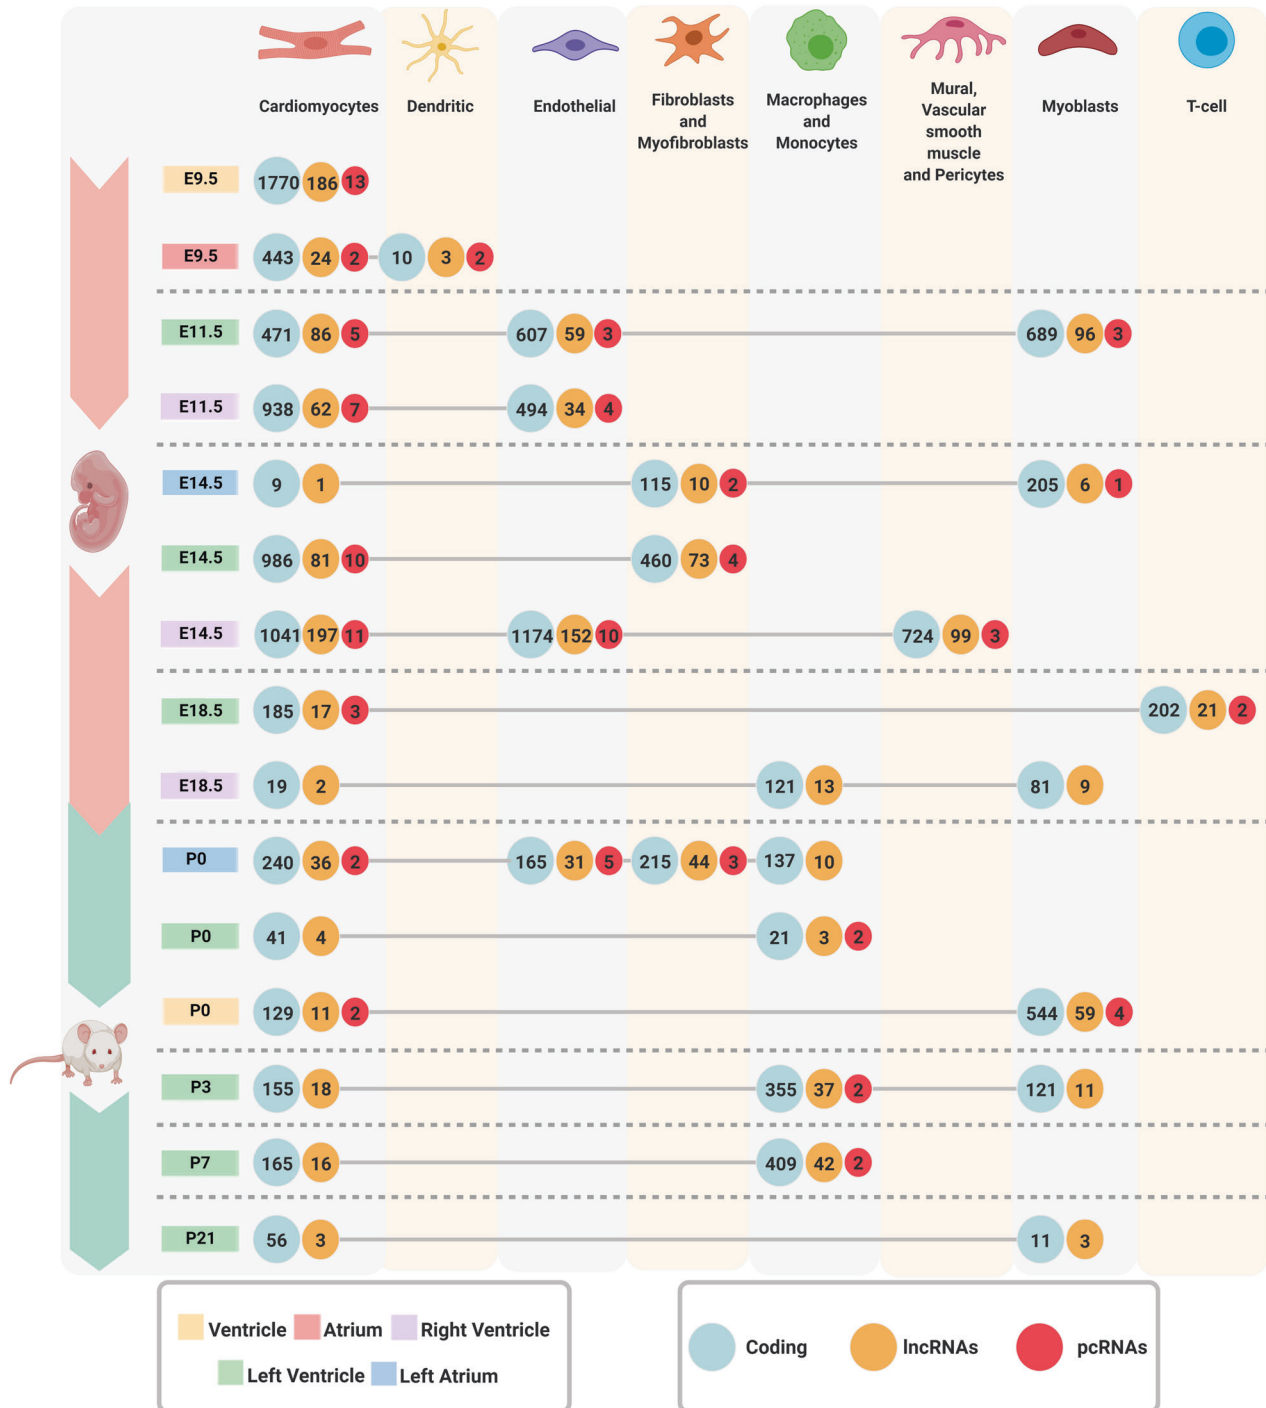 Cardiomyocytes
Dendritic
Endothelial
Fibroblasts
and
Myofibroblasts
Macrophages
and
Monocytes
Mural,
Vascular
smooth
muscle
and Pericytes
Myoblasts
T-cell
E9.5 1770 186 13
E9.5 443 24 2 10 3 2
E11.5 471 86 5 607 59 3 689 96 3
E11.5 938 62 7 494 34 4
E14.5 9 1 115 10 2 205 6 1
E14.5 986 81 10 460 73 4
E14.5 1041 197 11 1174 152 10 724 99 3
E18.5 185 17 3 202 21 2
E18.5 19 2 121 13 81 9
P0 240 36 2 165 31 5 215 44 3 137 10
P0 41 4 21 3 2
P0 129 11 2 544 59 4
P3 155 18 355 37 2 121 11
P7 165 16 409 42 2
P21 56 3 11 3
Ventricle Atrium Right Ventricle
Left Ventricle Left Atrium
Coding lncRNAs pcRNAs